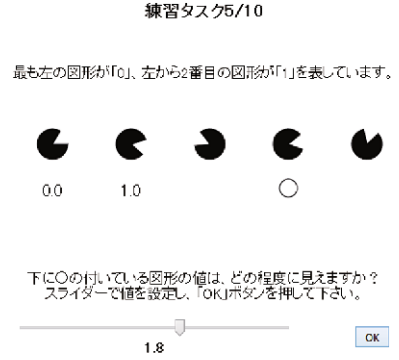 練習タスク5/10
最も左の図形が「0」、左から2番目の図形が「1」を表しています。
0.0 1.0 ○
下に○の付いている図形の値は、どの程度に見えますか？
スライダーで値を設定し、「OK」ボタンを押して下さい。
1.8
OK